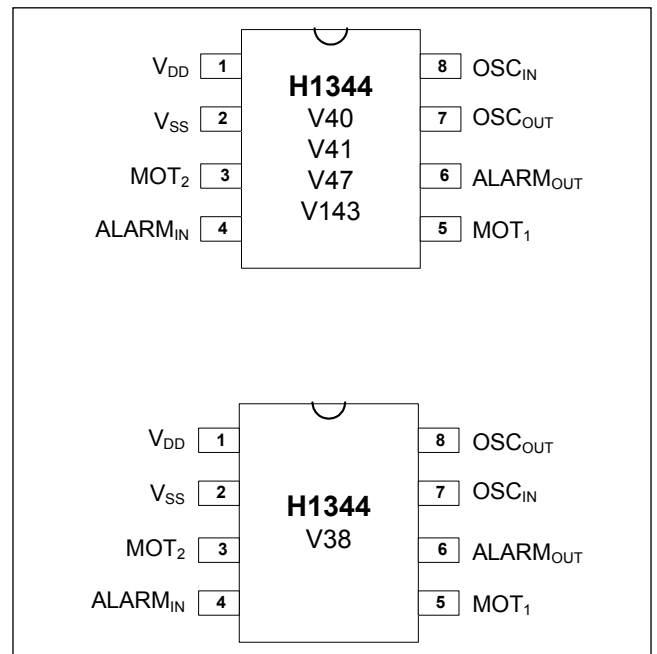 V_DD 1 H1344 8 OSC_IN
V_SS 2 V40 7 OSC_OUT
V41
MOT_2 3 V47 6 ALARM_OUT
V143
ALARM_IN 4 5 MOT_1
V_DD 1 8 OSC_OUT
V_SS 2 H1344 7 OSC_IN
MOT_2 3 V38 6 ALARM_OUT
ALARM_IN 4 5 MOT_1